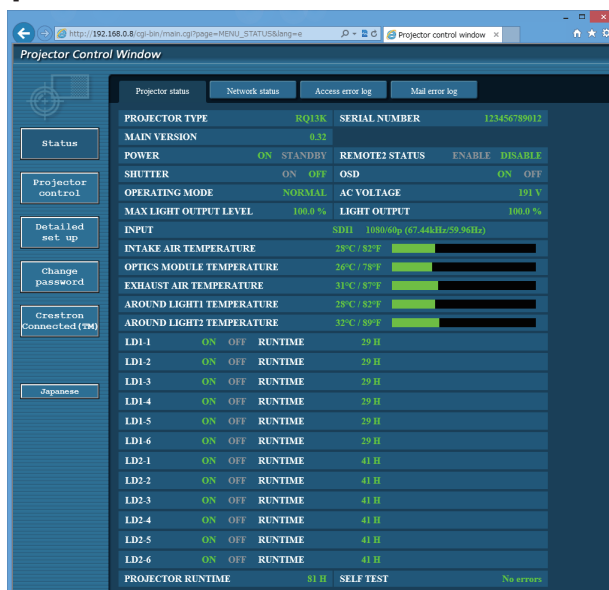 http://192.168.0.8/cgi-bin/main.cgi?page=MENU_STATUS&lang=e Projector control window
Projector Control Window
Projector status Network status Access error log Mail error log
Status
Projector control
Detailed set up
Change password
Crestron Connected(TM)
Japanese
PROJECTOR TYPE RQ13K SERIAL NUMBER 123456789012
MAIN VERSION 0.32
POWER ON STANDBY REMOTE2 STATUS ENABLE DISABLE
SHUTTER ON OFF OSD ON OFF
OPERATING MODE NORMAL AC VOLTAGE 191 V
MAX LIGHT OUTPUT LEVEL 100.0 % LIGHT OUTPUT 100.0 %
INPUT SDI1 1080/60p (67.44kHz/59.96Hz)
INTAKE AIR TEMPERATURE 28°C / 82°F
OPTICS MODULE TEMPERATURE 26°C / 78°F
EXHAUST AIR TEMPERATURE 31°C / 87°F
AROUND LIGHT1 TEMPERATURE 28°C / 82°F
AROUND LIGHT2 TEMPERATURE 32°C / 89°F
LD1-1 ON OFF RUNTIME 29 H
LD1-2 ON OFF RUNTIME 29 H
LD1-3 ON OFF RUNTIME 29 H
LD1-4 ON OFF RUNTIME 29 H
LD1-5 ON OFF RUNTIME 29 H
LD1-6 ON OFF RUNTIME 29 H
LD2-1 ON OFF RUNTIME 41 H
LD2-2 ON OFF RUNTIME 41 H
LD2-3 ON OFF RUNTIME 41 H
LD2-4 ON OFF RUNTIME 41 H
LD2-5 ON OFF RUNTIME 41 H
LD2-6 ON OFF RUNTIME 41 H
PROJECTOR RUNTIME 81 H SELF TEST No errors